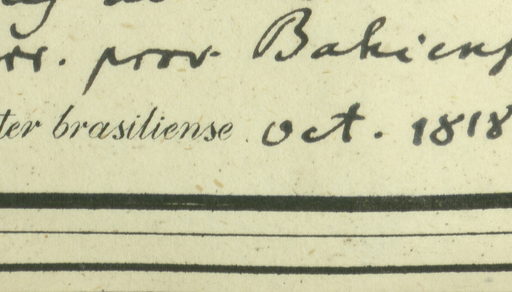 rr. prov Bahiens
ter brasiliense Oct. 1818